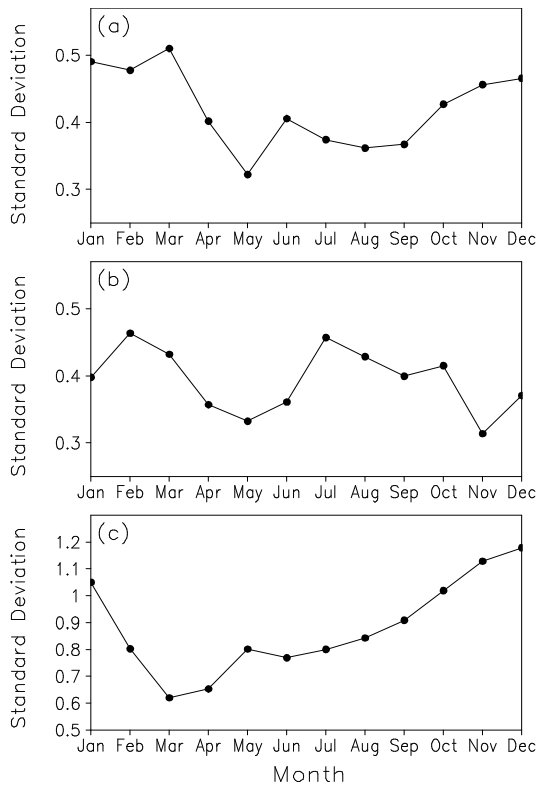 (a)
Standard Deviation
0.5
0.4
0.3
Jan Feb Mar Apr May Jun Jul Aug Sep Oct Nov Dec
(b)
Standard Deviation
0.5
0.4
0.3
Jan Feb Mar Apr May Jun Jul Aug Sep Oct Nov Dec
(c)
Standard Deviation
1.2
1.1
1
0.9
0.8
0.7
0.6
0.5
Jan Feb Mar Apr May Jun Jul Aug Sep Oct Nov Dec
Month